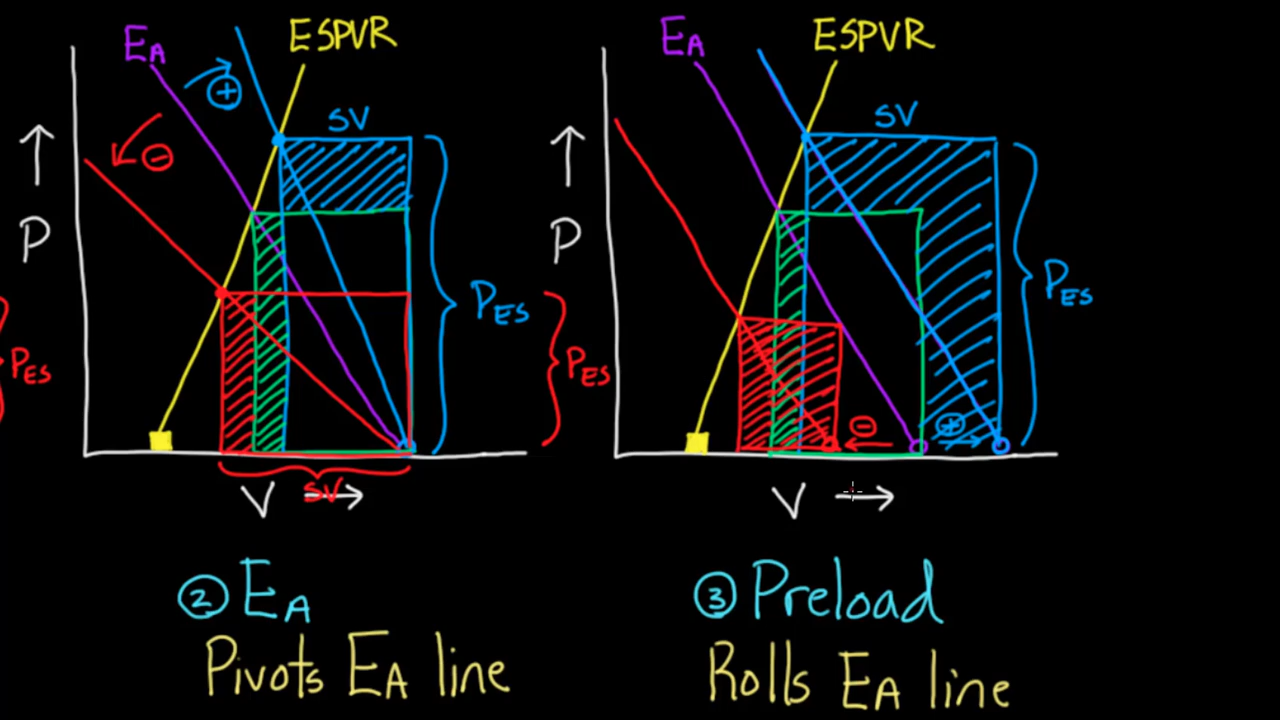 EA ESPVR
EA ESPVR
SV
SV
+
−
P
P
PES
PES
PES
PES
− +
SV
V →
V →
② EA
Pivots EA line
③ Preload
Rolls EA line